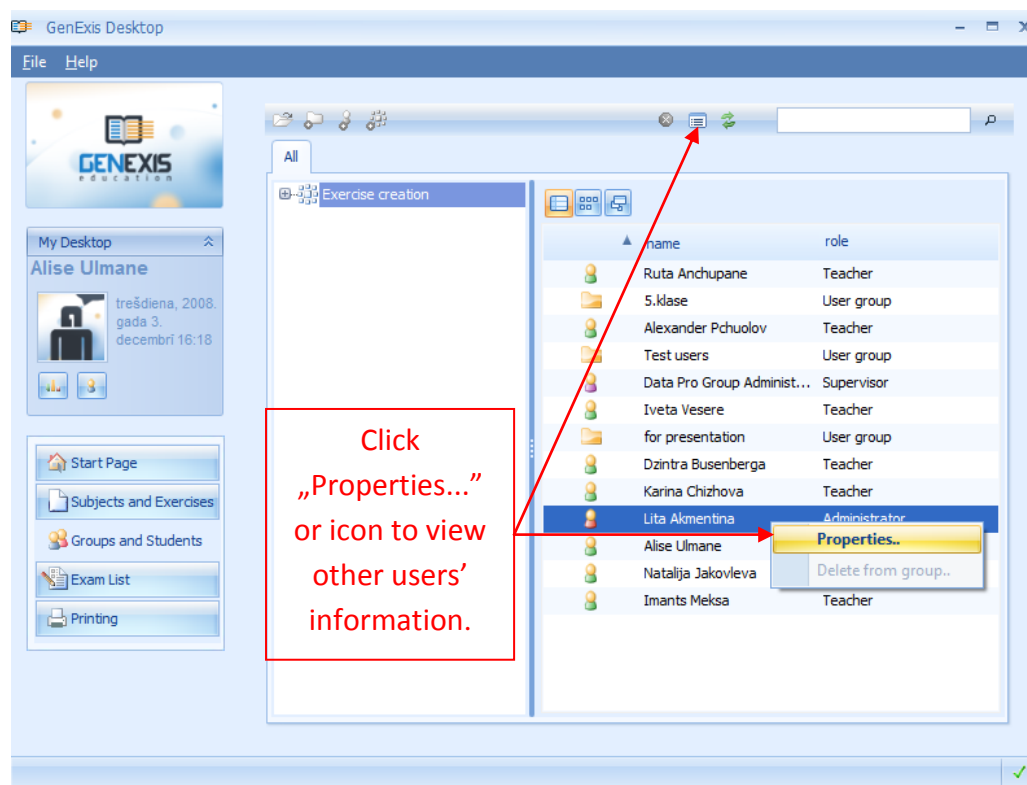 GenExis Desktop
File Help
GENEXIS
education
All
Exercise creation
My Desktop
Alise Ulmane
trešdiena, 2008.
gada 3.
decembrī 16:18
Start Page
Subjects and Exercises
Groups and Students
Exam List
Printing
Click
„Properties...”
or icon to view
other users’
information.
name role
Ruta Anchupane Teacher
5.klase User group
Alexander Pchuolov Teacher
Test users User group
Data Pro Group Administ... Supervisor
Iveta Vesere Teacher
for presentation User group
Dzintra Busenberga Teacher
Karina Chizhova Teacher
Lita Akmentina Administrator
Alise Ulmane
Natalija Jakovleva
Imants Meksa Teacher
Properties..
Delete from group..